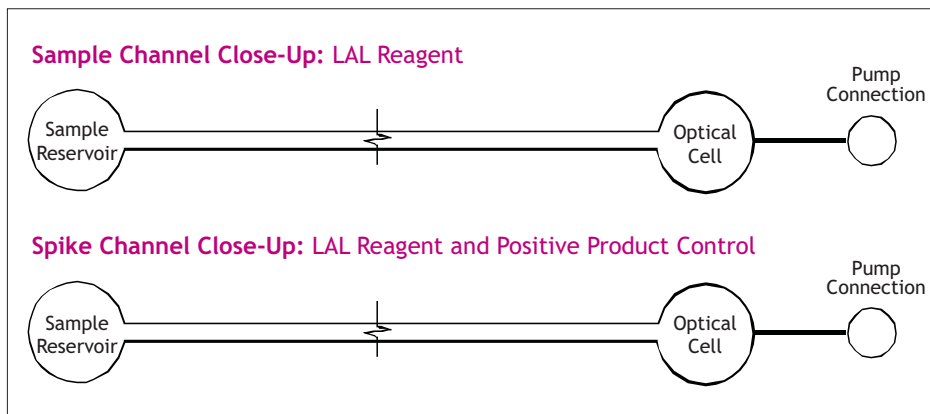 Sample Channel Close-Up: LAL Reagent
Pump
Connection
Sample
Reservoir
Optical
Cell
Spike Channel Close-Up: LAL Reagent and Positive Product Control
Pump
Connection
Sample
Reservoir
Optical
Cell